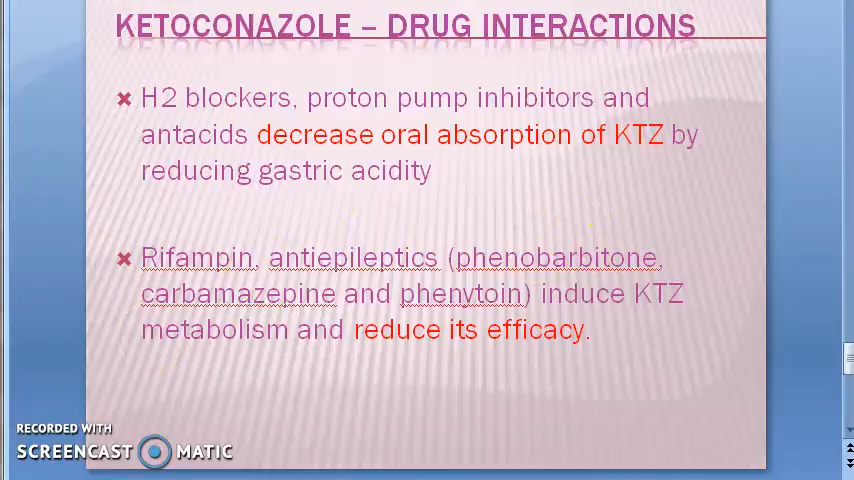 KETOCONAZOLE – DRUG INTERACTIONS
H2 blockers, proton pump inhibitors and
antacids decrease oral absorption of KTZ by
reducing gastric acidity
Rifampin, antiepileptics (phenobarbitone,
carbamazepine and phenytoin) induce KTZ
metabolism and reduce its efficacy.
RECORDED WITH
SCREENCAST MATIC